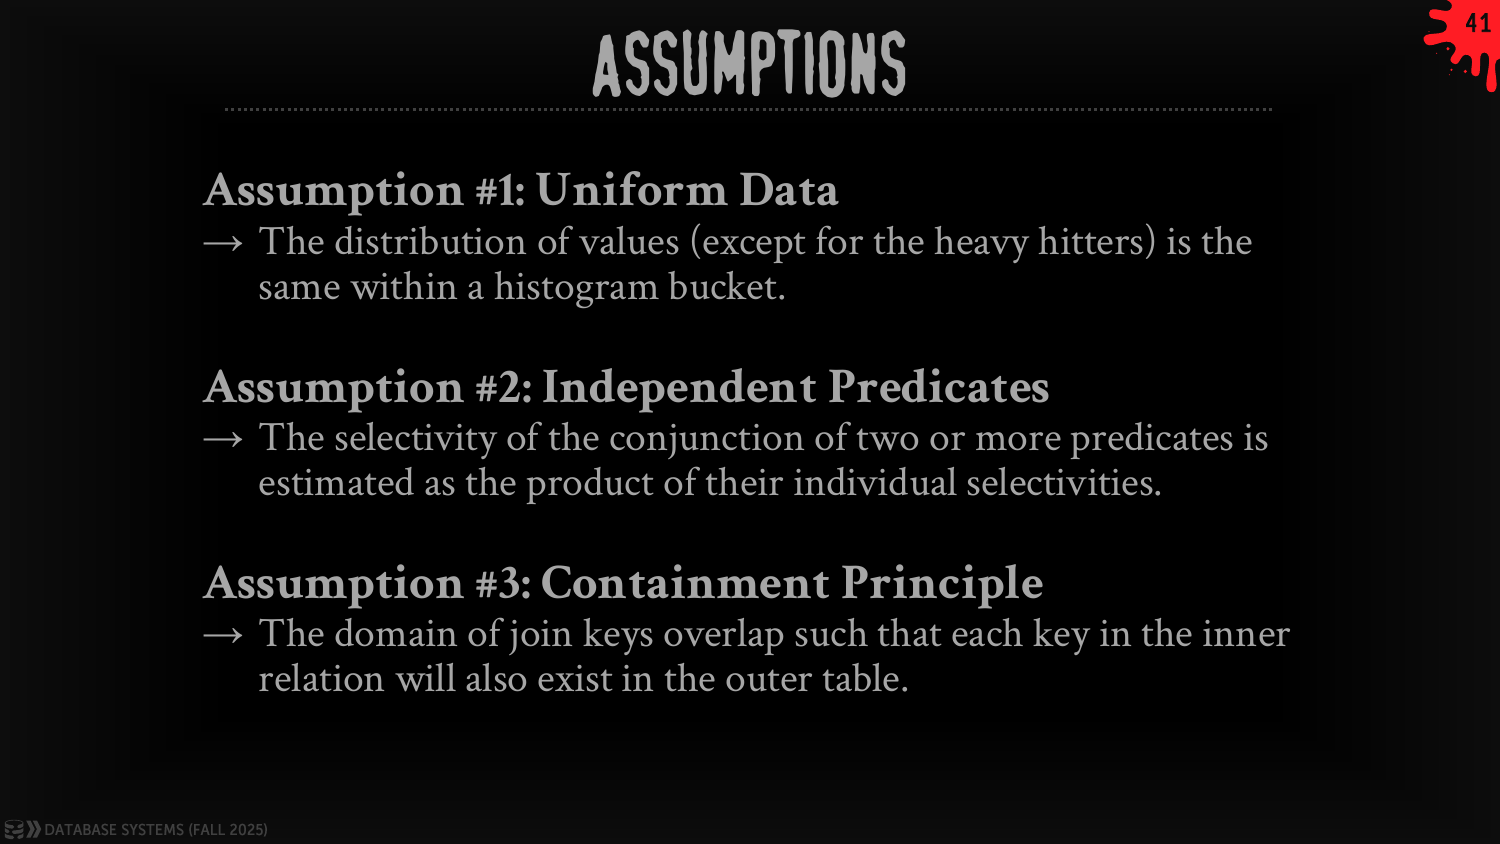 41
ASSUMPTIONS
Assumption #1: Uniform Data
→ The distribution of values (except for the heavy hitters) is the
same within a histogram bucket.
Assumption #2: Independent Predicates
→ The selectivity of the conjunction of two or more predicates is
estimated as the product of their individual selectivities.
Assumption #3: Containment Principle
→ The domain of join keys overlap such that each key in the inner
relation will also exist in the outer table.
DATABASE SYSTEMS (FALL 2025)